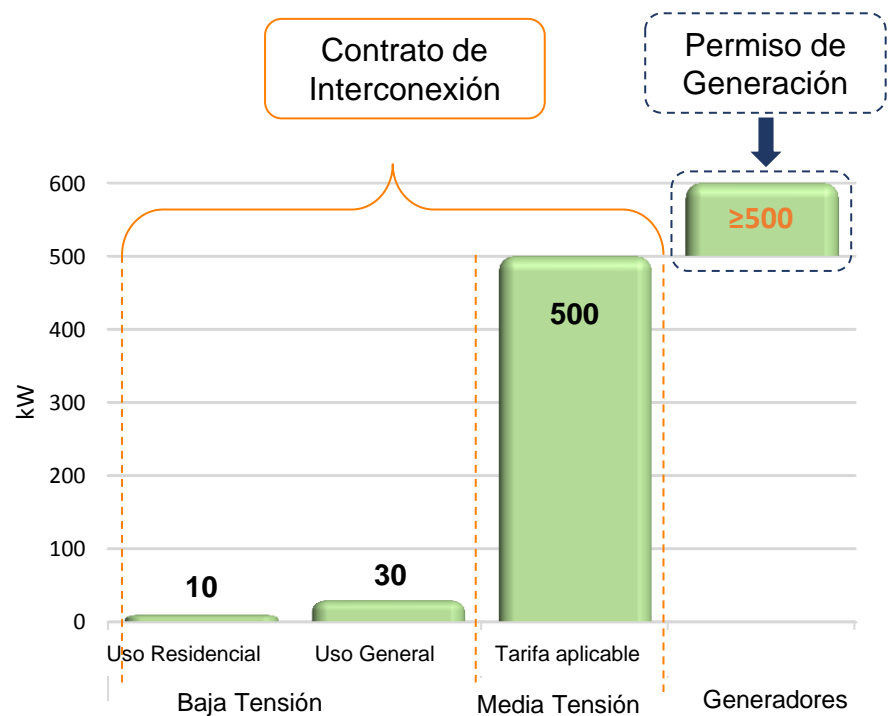 Contrato de
Interconexión
Permiso de
Generación
600
500
400
300
200
100
0
kW
≥500
500
30
10
Uso Residencial
Uso General
Tarifa aplicable
Baja Tensión
Media Tensión
Generadores